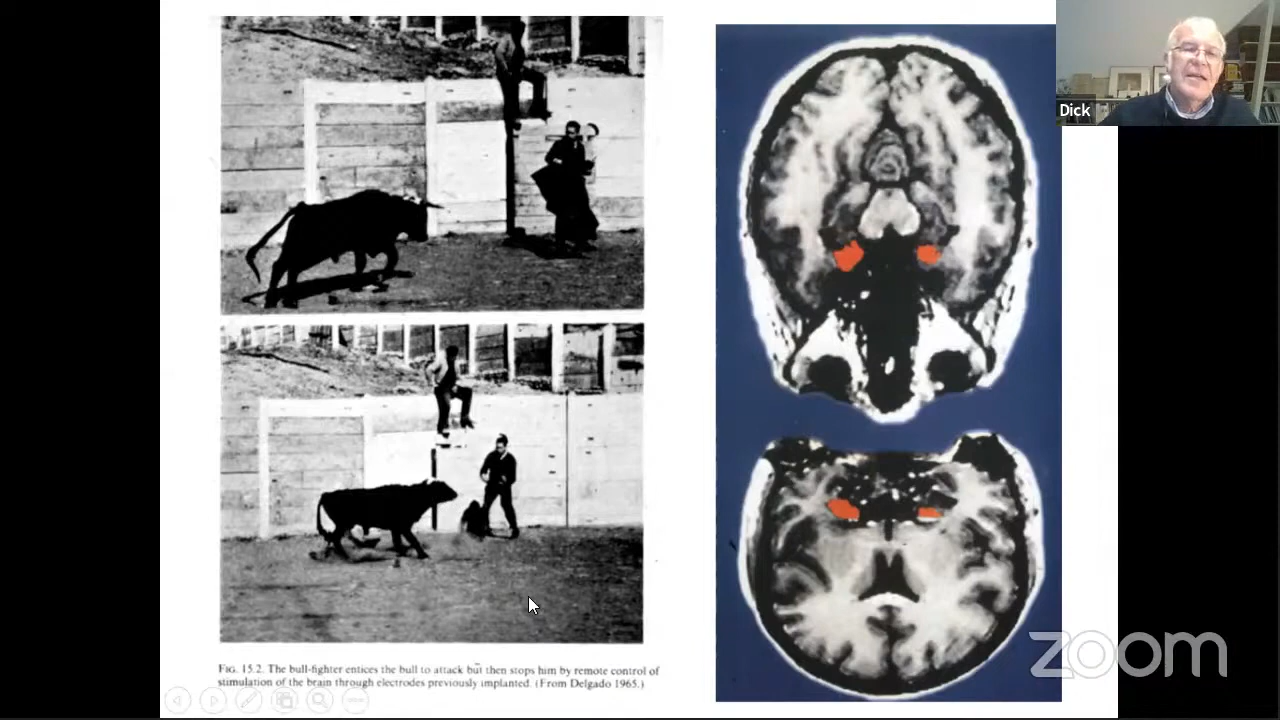 Dick
FIG. 15.2. The bull-fighter entices the bull to attack but then stops him by remote control of
stimulation of the brain through electrodes previously implanted. (From Delgado 1965.)
zoom